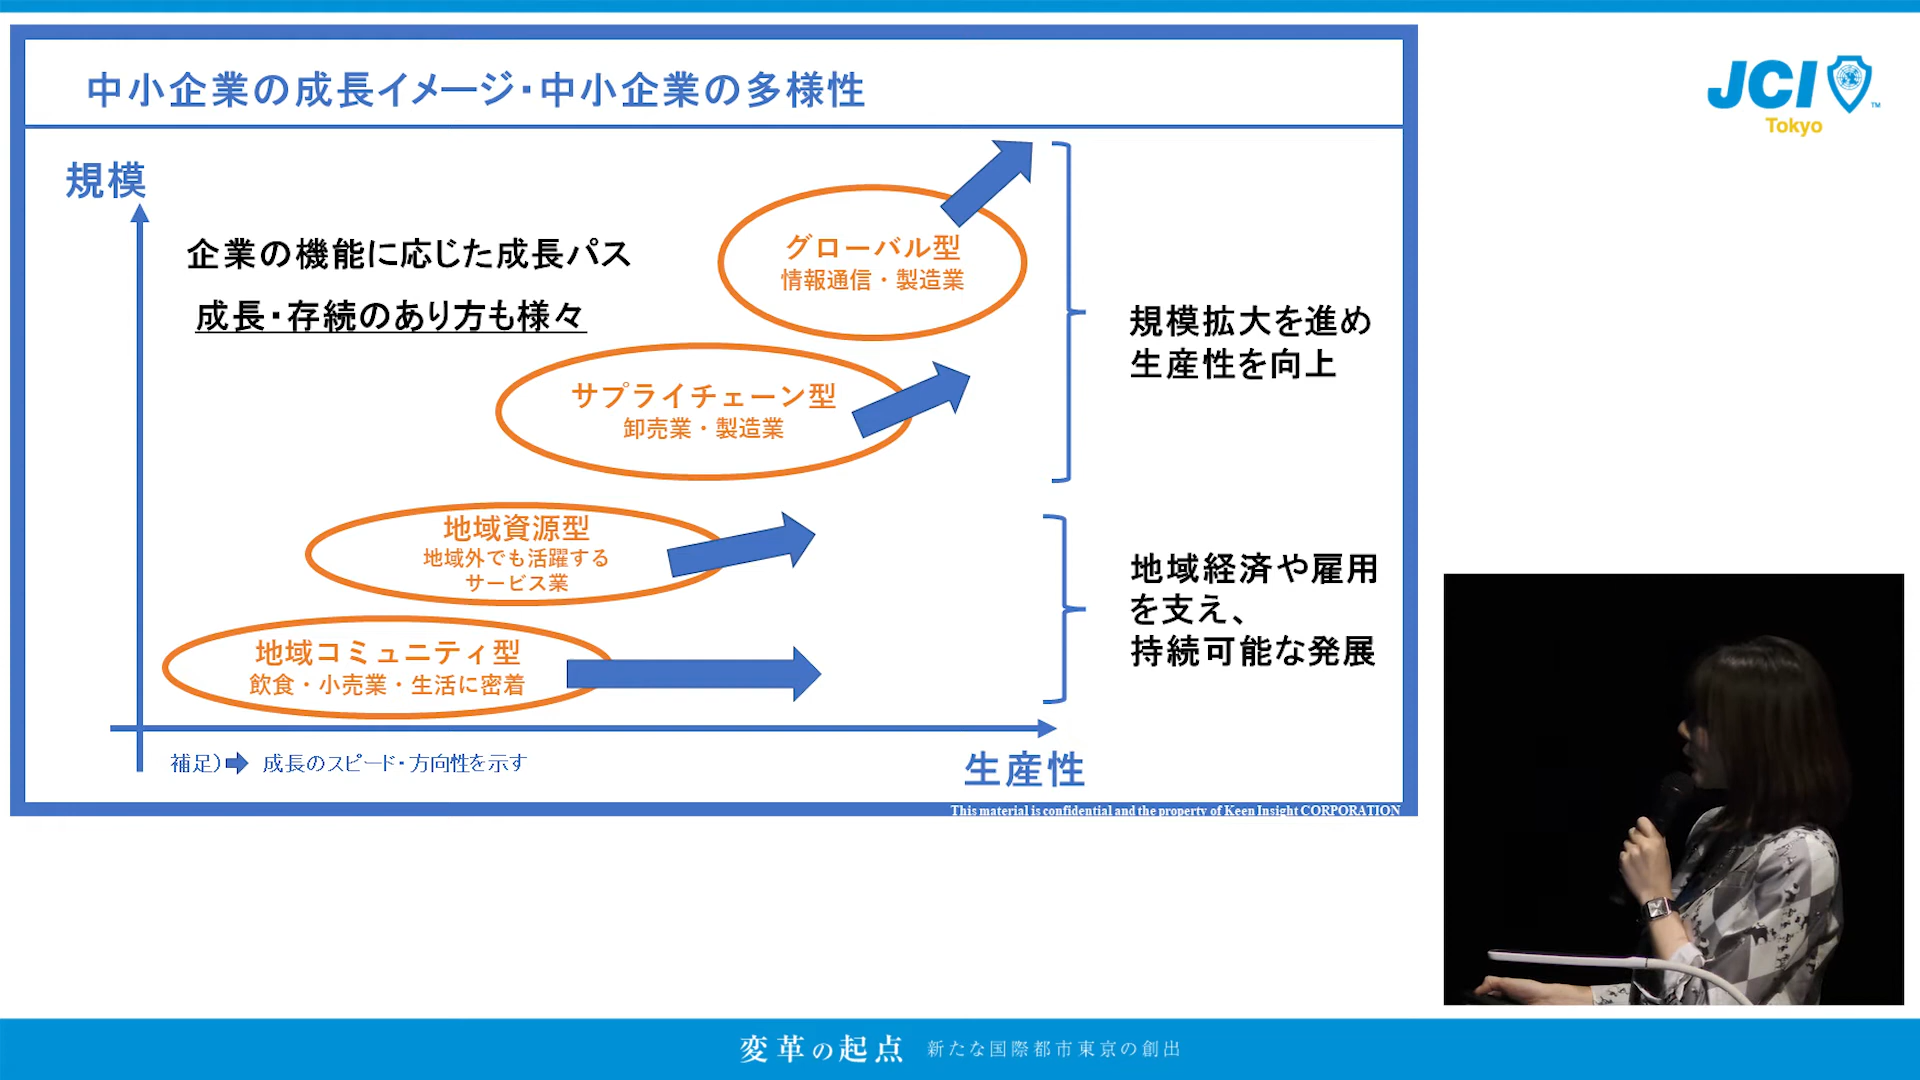 中小企業の成長イメージ・中小企業の多様性
JCI
TM
Tokyo
規模
企業の機能に応じた成長パス
成長・存続のあり方も様々
グローバル型
情報通信・製造業
サプライチェーン型
卸売業・製造業
規模拡大を進め
生産性を向上
地域資源型
地域外でも活躍する
サービス業
地域コミュニティ型
飲食・小売業・生活に密着
地域経済や雇用
を支え、
持続可能な発展
補足）➡ 成長のスピード・方向性を示す
生産性
This material is confidential and the property of Keen Insight CORPORATION
変革の起点 新たな国際都市東京の創出